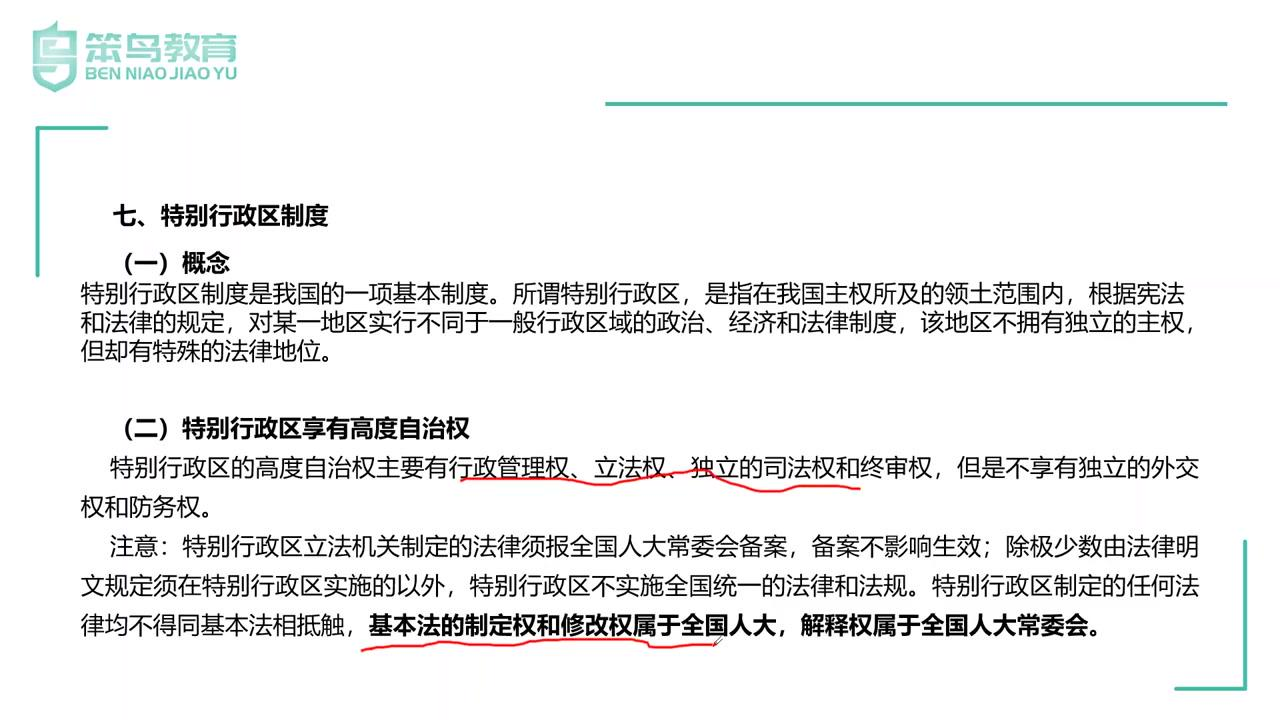 笨鸟教育
BEN NIAO JIAO YU
七、特别行政区制度
（一）概念
特别行政区制度是我国的一项基本制度。所谓特别行政区，是指在我国主权所及的领土范围内，根据宪法
和法律的规定，对某一地区实行不同于一般行政区域的政治、经济和法律制度，该地区不拥有独立的主权，
但却有特殊的法律地位。
（二）特别行政区享有高度自治权
特别行政区的高度自治权主要有行政管理权、立法权、独立的司法权和终审权，但是不享有独立的外交
权和防务权。
注意：特别行政区立法机关制定的法律须报全国人大常委会备案，备案不影响生效；除极少数由法律明
文规定须在特别行政区实施的以外，特别行政区不实施全国统一的法律和法规。特别行政区制定的任何法
律均不得同基本法相抵触，基本法的制定权和修改权属于全国人大，解释权属于全国人大常委会。